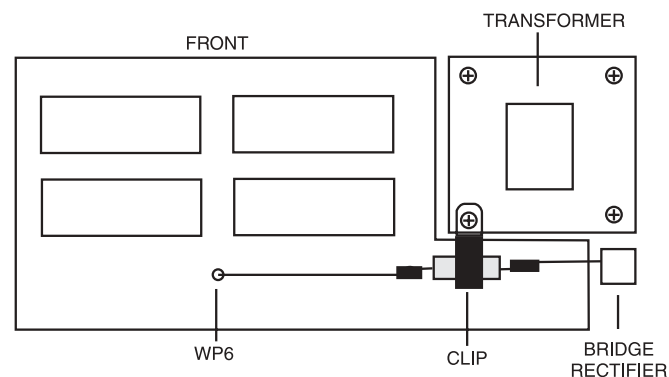 TRANSFORMER
FRONT
WP6
CLIP
BRIDGE
RECTIFIER